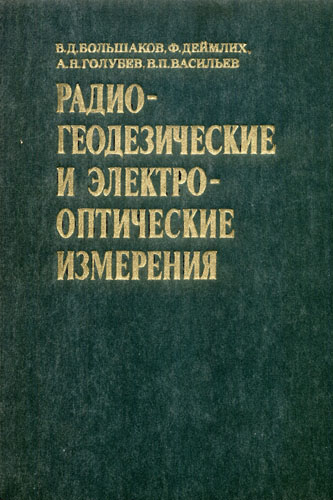 В.Д.БОЛЬШАКОВ, Ф.ДЕЙМЛИХ,
А.Н.ГОЛУБЕВ, В.П.ВАСИЛЬЕВ
РАДИО-
ГЕОДЕЗИЧЕСКИЕ
И ЭЛЕКТРО-
ОПТИЧЕСКИЕ
ИЗМЕРЕНИЯ